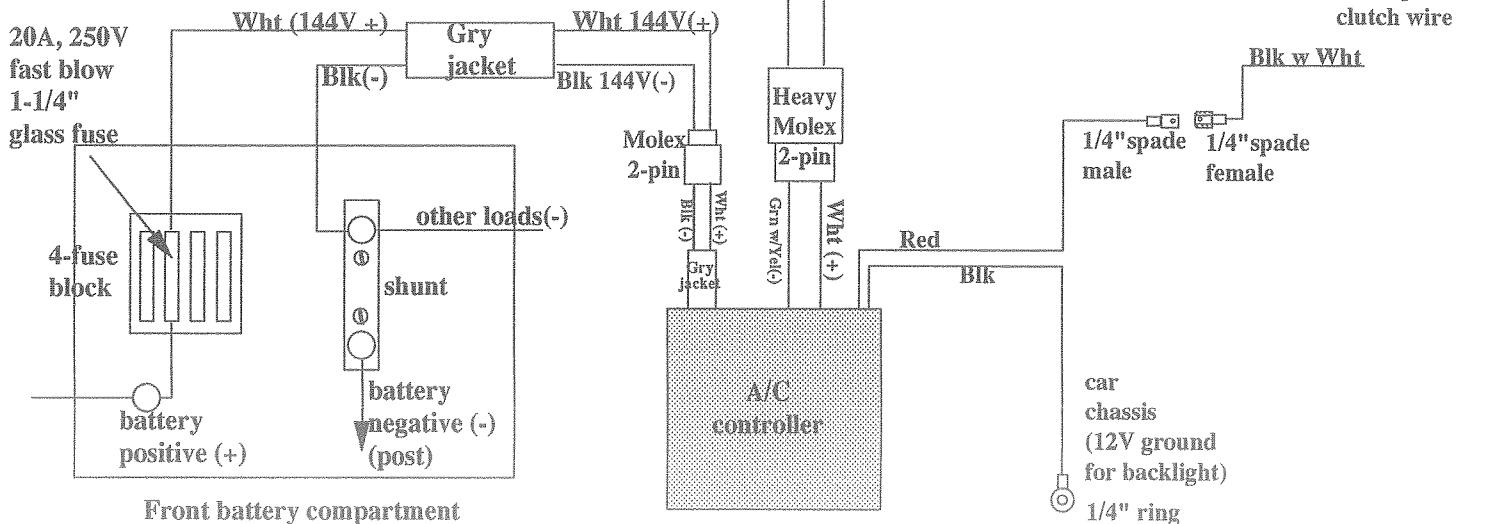 20A, 250V
fast blow
1-1/4"
glass fuse
Wht (144V +)
Gry
jacket
Wht 144V(+)
Blk(-)
Blk 144V(-)
Molex
2-pin
Blk (-)
Wht (+)
Gry
jacket
Heavy
Molex
2-pin
Grn w/Yel(-)
Wht (+)
clutch wire
Blk w Wht
1/4"spade
male
1/4"spade
female
Red
Blk
4-fuse
block
other loads(-)
shunt
battery
positive (+)
battery
negative (-)
(post)
A/C
controller
car
chassis
(12V ground
for backlight)
1/4" ring
Front battery compartment